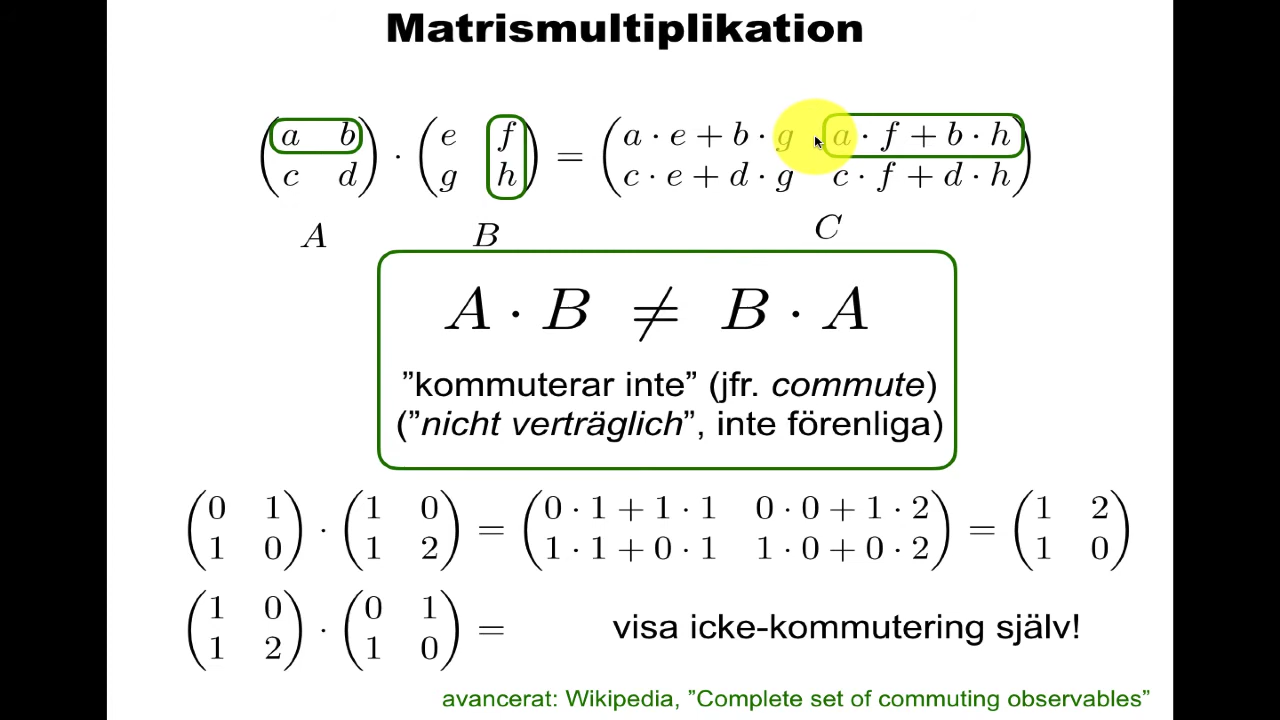 Matrismultiplikation
(a b) · (e f) = (a · e + b · g a · f + b · h)
(c d) (g h) (c · e + d · g c · f + d · h)
A B C
A · B ≠ B · A
”kommuterar inte” (jfr. commute)
(”nicht verträglich”, inte förenliga)
(0 1) · (1 0) = (0 · 1 + 1 · 1 0 · 0 + 1 · 2) = (1 2)
(1 0) (1 2) (1 · 1 + 0 · 1 1 · 0 + 0 · 2) (1 0)
(1 0) · (0 1) = visa icke-kommutering själv!
(1 2) (1 0)
avancerat: Wikipedia, ”Complete set of commuting observables”